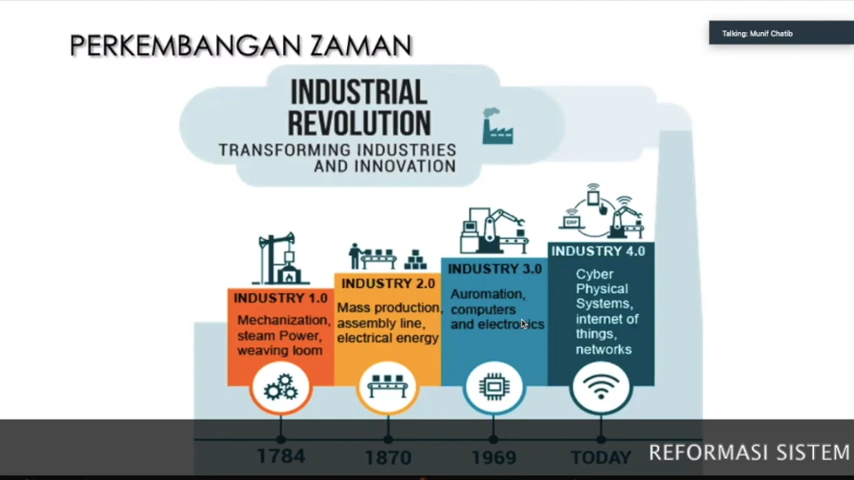 PERKEMBANGAN ZAMAN
Talking: Munif Chatib
INDUSTRIAL
REVOLUTION
TRANSFORMING INDUSTRIES
AND INNOVATION
ERP
INDUSTRY 1.0
Mechanization,
steam Power,
weaving loom
INDUSTRY 2.0
Mass production,
assembly line,
electrical energy
INDUSTRY 3.0
Auromation,
computers
and electronics
INDUSTRY 4.0
Cyber
Physical
Systems,
internet of
things,
networks
1784
1870
1969
TODAY
REFORMASI SISTEM